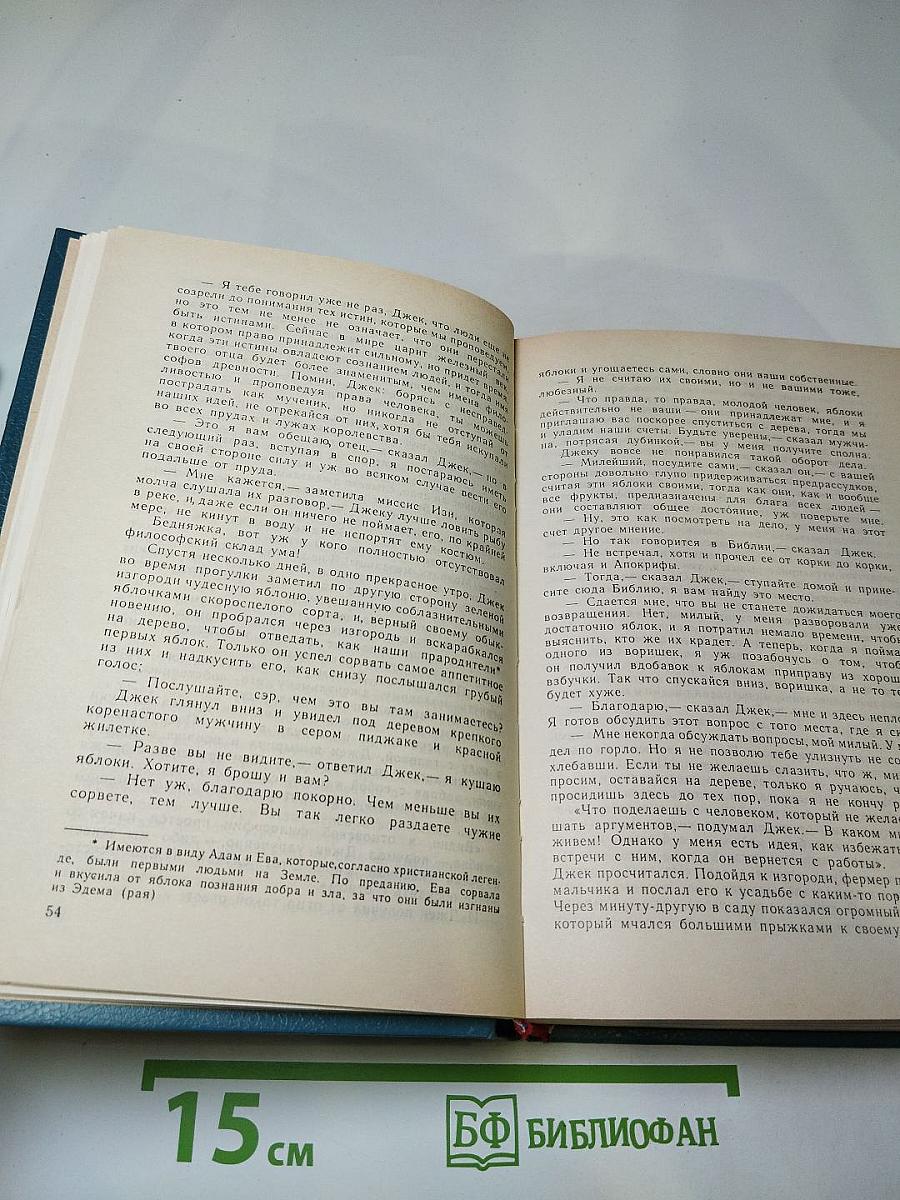 — Я тебе говорил уже не раз, Джек, что люди еще не
созрели до понимания тех истин, которые мы проповедуем,
но это тем не менее не означает, что они перестали
быть истинами. Сейчас в мире царит железный век,
в котором право принадлежит сильному, но придет время,
когда эти истины овладеют сознанием людей, и тогда имя
твоего отца будет более знаменитым, чем имена фило-
софов древности. Помни, Джек: борясь с несправед-
ливостью и проповедуя права человека, ты можешь
пострадать как мученик, но никогда не отступай от
наших идей, не отрекайся от них, хотя бы тебя и искупали
во всех прудах и лужах королевства.
— Это я вам обещаю, отец,— сказал Джек,— но в
следующий раз, вступая в спор, я постараюсь иметь
на своей стороне силу и уж во всяком случае вести его
подальше от пруда.
— Мне кажется,— заметила миссис Изи, которая
молча слушала их разговор,— Джеку лучше ловить рыбу
в реке, и, даже если он ничего не поймает, его, по крайней
мере, не кинут в воду и не испортят ему костюм.
Бедняжка, вот уж у кого полностью отсутствовал
философский склад ума!
Спустя несколько дней, в одно прекрасное утро, Джек
во время прогулки заметил по другую сторону зеленой
изгороди чудесную яблоню, увешанную соблазнительными
яблочками скороспелого сорта, и, верный своему обык-
новению, он пробрался через изгородь и вскарабкался
на дерево, чтобы отведать, как наши прародители*
первых яблок. Только он успел сорвать самое аппетитное
из них и надкусить его, как снизу послышался грубый
голос:
— Послушайте, сэр, чем это вы там занимаетесь?
Джек глянул вниз и увидел под деревом крепкого
коренастого мужчину в сером пиджаке и красной
жилетке.
— Разве вы не видите,— ответил Джек,— я кушаю
яблоки. Хотите, я брошу и вам?
— Нет уж, благодарю покорно. Чем меньше вы их
сорвете, тем лучше. Вы так легко раздаете чужие
* Имеются в виду Адам и Ева, которые,согласно христианской леген-
де, были первыми людьми на Земле. По преданию, Ева сорвала
и вкусила от яблока познания добра и зла, за что они были изгнаны
из Эдема (рая)
54
яблоки и угощаетесь сами, словно они ваши собственные.
— Я не считаю их своими, но и не вашими тоже,
любезный.
— Что правда, то правда, молодой человек, яблоки
действительно не ваши — они принадлежат мне, и я
приглашаю вас поскорее спуститься с дерева, тогда мы
и уладим наши счеты. Будьте уверены,— сказал мужчи-
на, потрясая дубинкой,— вы у меня получите сполна.
Джеку вовсе не понравился такой оборот дела.
— Милейший, посудите сами,— сказал он,— с вашей
стороны довольно глупо придерживаться предрассудков,
считая эти яблоки своими, тогда как они, как и вообще
все фрукты, предназначены для блага всех людей —
они составляют общее достояние, уж поверьте мне.
— Ну, это как посмотреть на дело, у меня на этот
счет другое мнение.
— Но так говорится в Библии,— сказал Джек.
— Не встречал, хотя и прочел ее от корки до корки,
включая и Апокрифы.
— Тогда,— сказал Джек,— ступайте домой и прине-
сите сюда Библию, я вам найду это место.
— Сдается мне, что вы не станете дожидаться моего
возвращения. Нет, милый, у меня разворовали уже
достаточно яблок, и я потратил немало времени, чтобы
выяснить, кто же их крадет. А теперь, когда я пойма
одного из воришек, я уж позабочусь о том, чтоб
он получил вдобавок к яблокам приправу из хорош
взбучки. Так что спускайся вниз, воришка, а не то те
будет хуже.
— Благодарю,— сказал Джек,— мне и здесь непло
Я готов обсудить этот вопрос с того места, где я си
— Мне некогда обсуждать вопросы, мой милый. У м
дел по горло. Но я не позволю тебе улизнуть не со
хлебавши. Если ты не желаешь слазить, что ж, ми
просим, оставайся на дереве, только я ручаюсь, ч
просидишь здесь до тех пор, пока я не кончу р
«Что поделаешь с человеком, который не жела
шать аргументов,— подумал Джек.— В каком ми
живем! Однако у меня есть идея, как избежать
встречи с ним, когда он вернется с работы».
Джек просчитался. Подойдя к изгороди, фермер п
мальчика и послал его к усадьбе с каким-то пор
Через минуту-другую в саду показался огромный
который мчался большими прыжками к своему
15 см
БФ БИБЛИОФАН